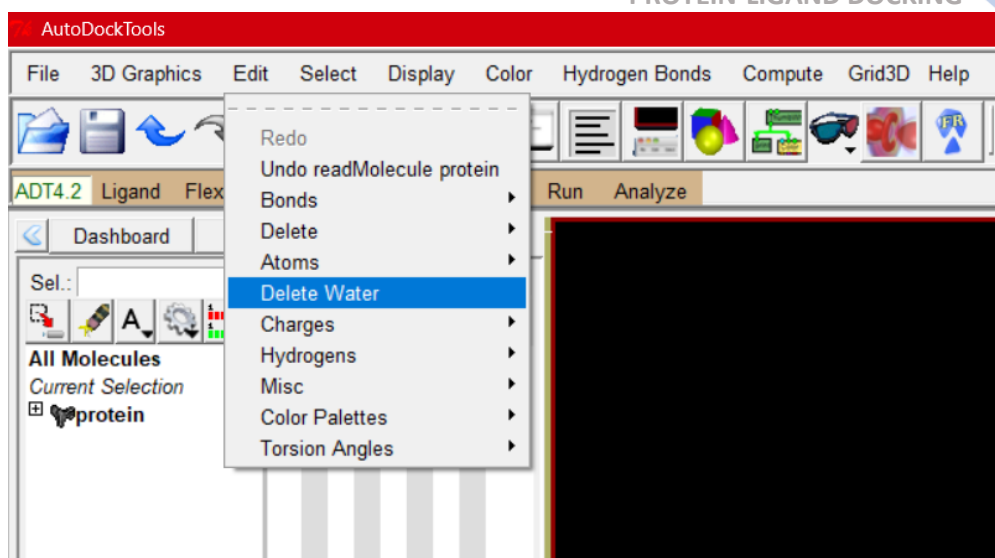 PROTEIN-LIGAND DOCKING
AutoDockTools
File 3D Graphics Edit Select Display Color Hydrogen Bonds Compute Grid3D Help
Redo
Undo readMolecule protein
Bonds
Delete
Atoms
Delete Water
Charges
Hydrogens
Misc
Color Palettes
Torsion Angles
ADT4.2 Ligand Flex Run Analyze
Dashboard
Sel.:
A
All Molecules
Current Selection
protein